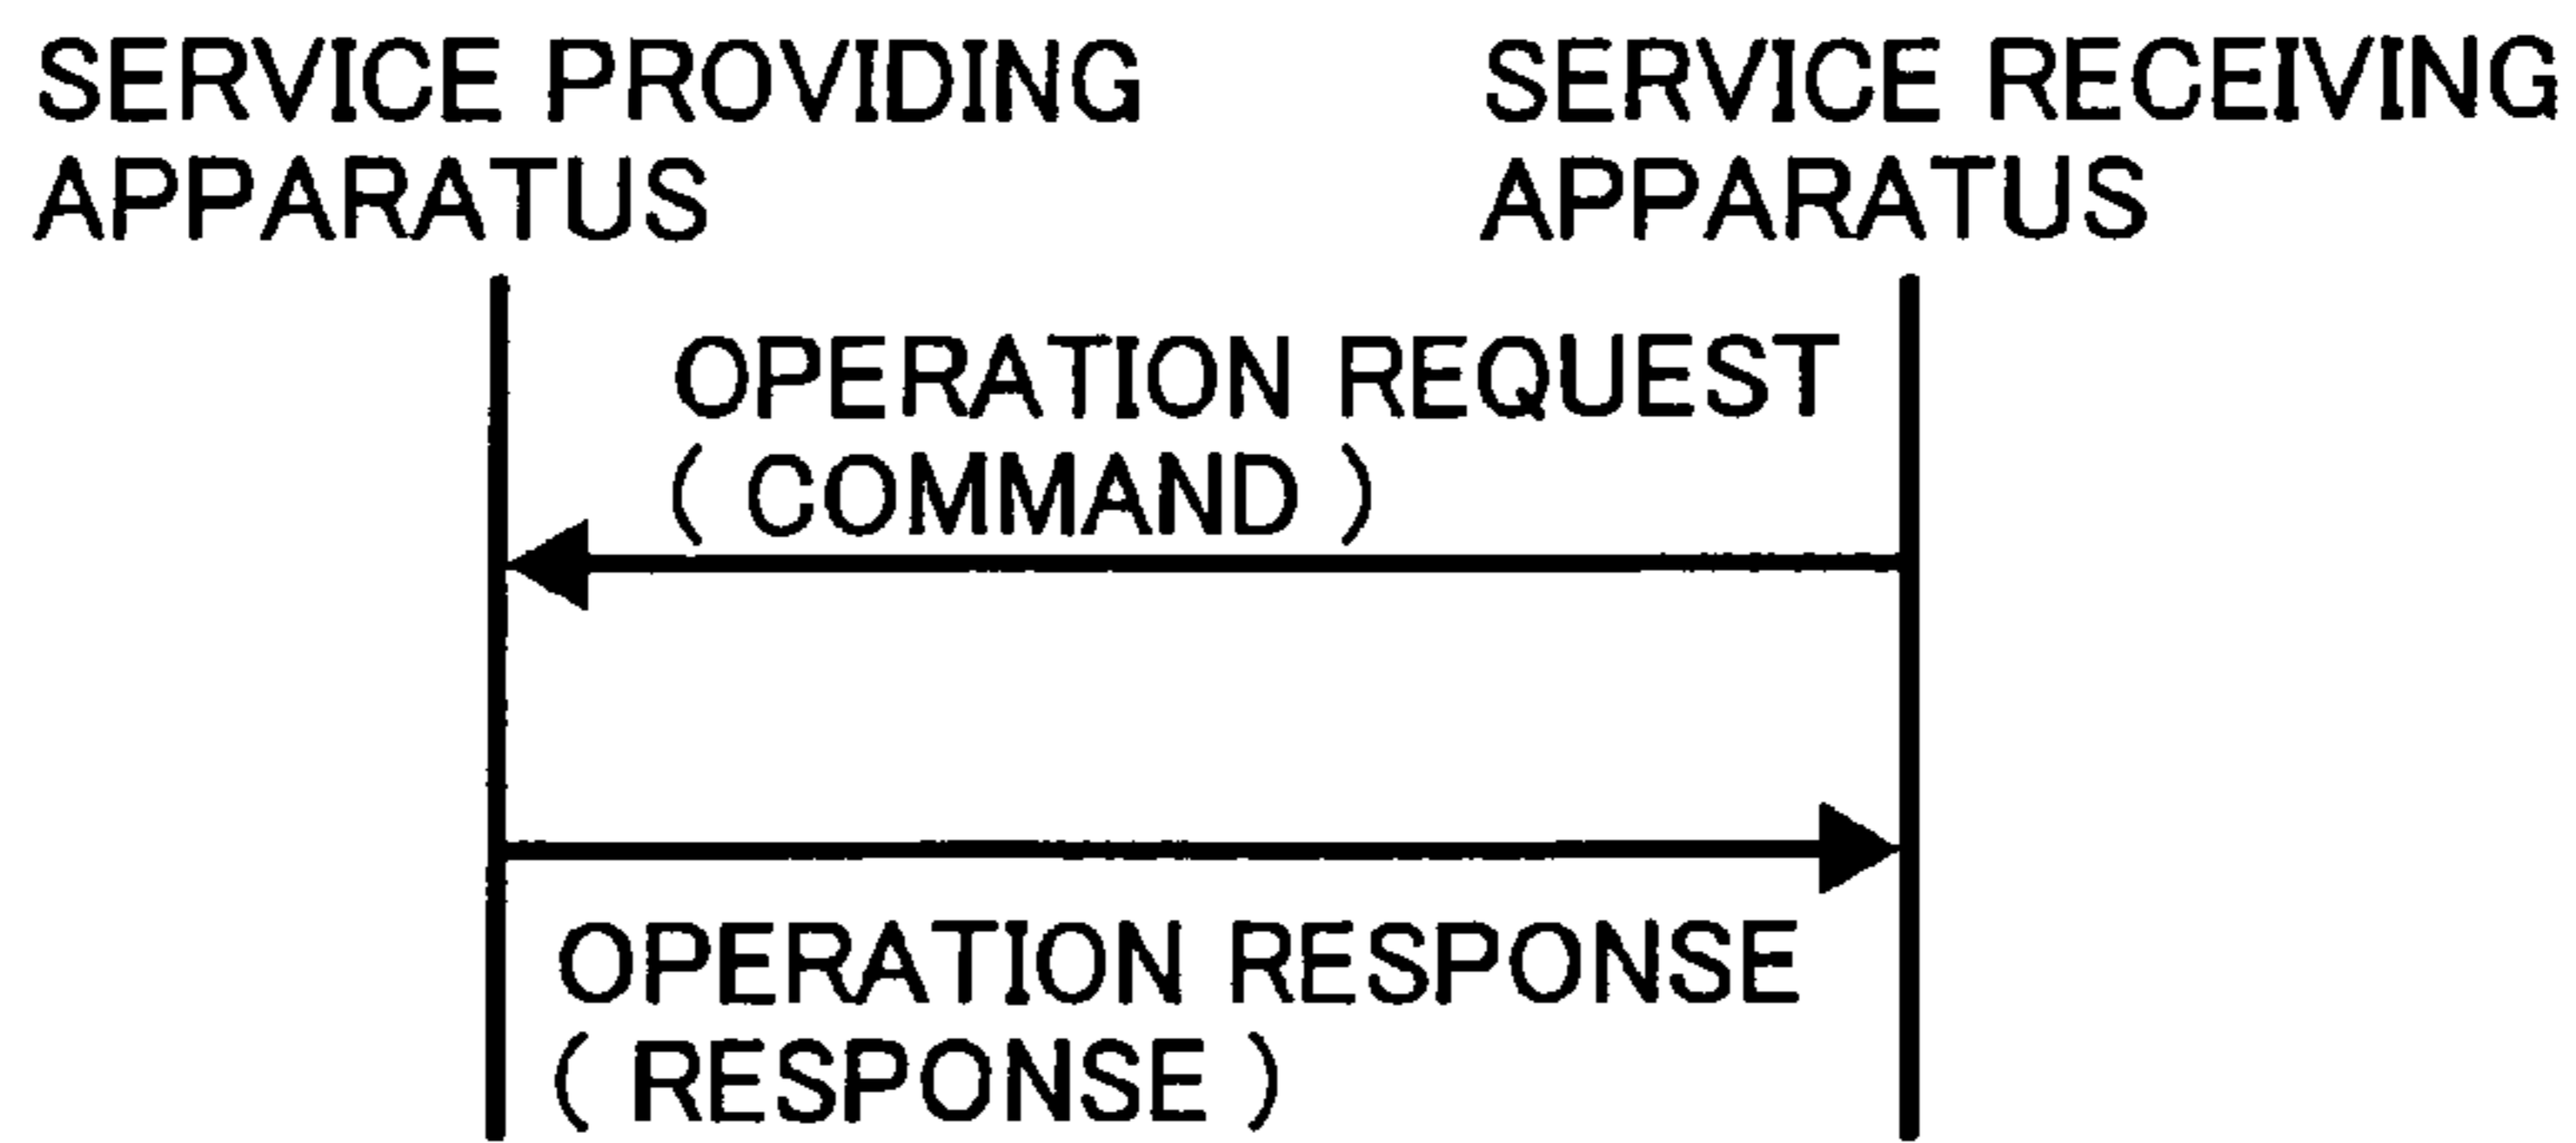 SERVICE PROVIDING
APPARATUS
SERVICE RECEIVING
APPARATUS
OPERATION REQUEST
( COMMAND )
OPERATION RESPONSE
( RESPONSE )